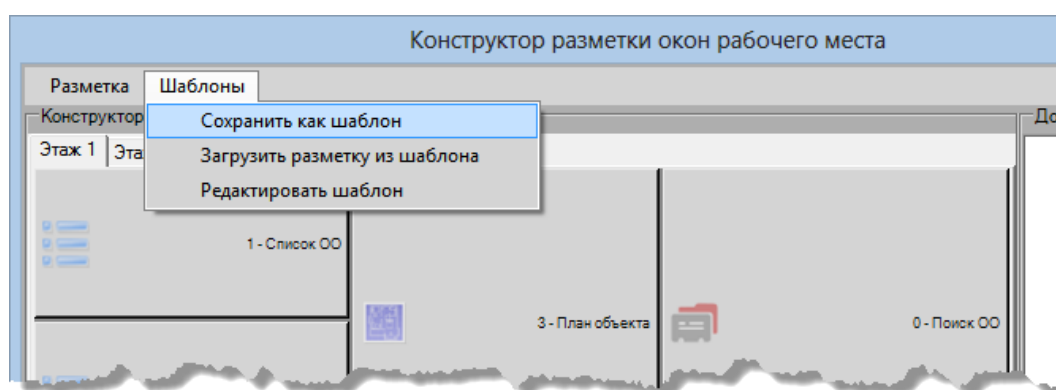 Конструктор разметки окон рабочего места
Разметка Шаблоны
Конструктор
Сохранить как шаблон
Этаж 1
Загрузить разметку из шаблона
Редактировать шаблон
1 - Список ОО
3 - План объекта
0 - Поиск ОО